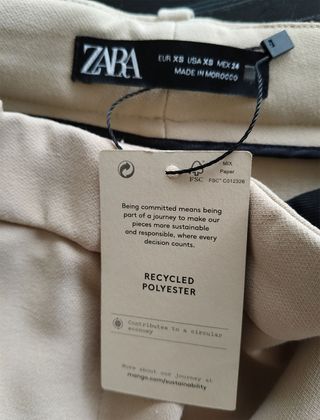 ZARA
EUR XS USA XS MEX 24
MADE IN MOROCCO
FSC
MIX
Paper
FSC® C012326
Being committed means being
part of a journey to make our
pieces more sustainable
and responsible, where every
decision counts.
RECYCLED
POLYESTER
Contributes to a circular
economy
More about our journey at
mango.com/sustainability